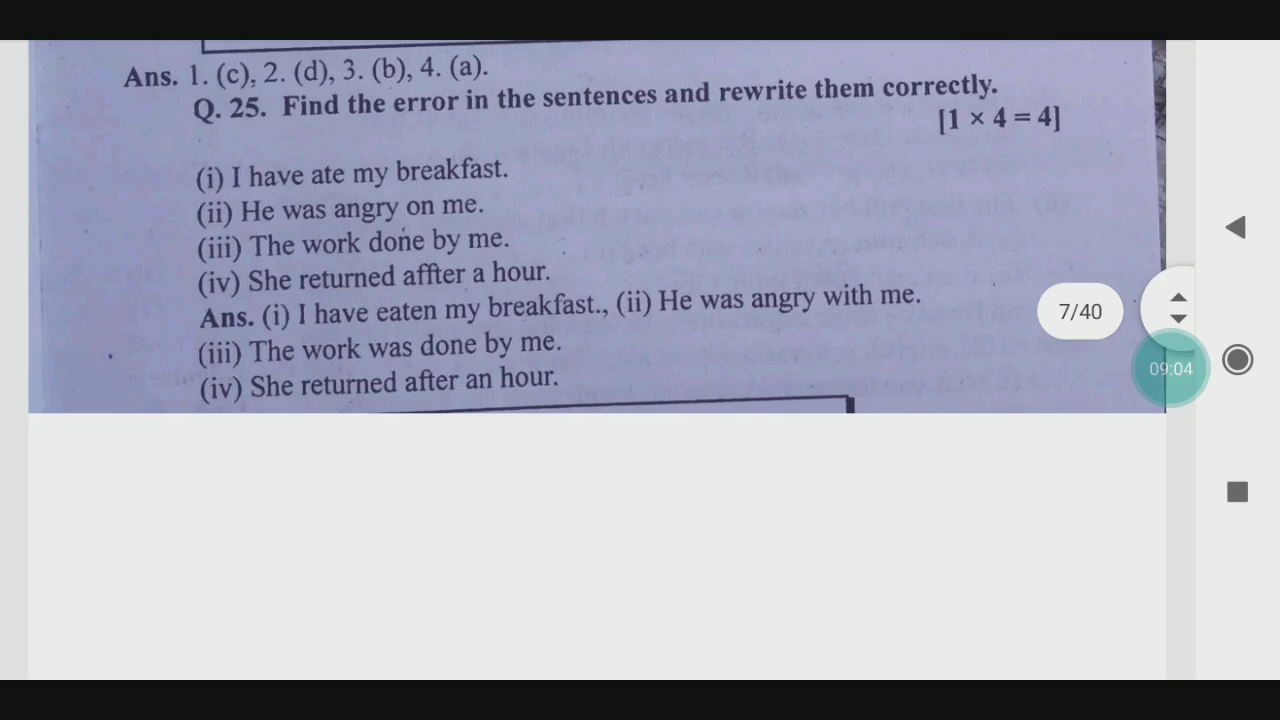 Ans. 1. (c), 2. (d), 3. (b), 4. (a).
Q. 25. Find the error in the sentences and rewrite them correctly.
[1 × 4 = 4]
(i) I have ate my breakfast.
(ii) He was angry on me.
(iii) The work done by me.
(iv) She returned affter a hour.
Ans. (i) I have eaten my breakfast., (ii) He was angry with me.
(iii) The work was done by me.
(iv) She returned after an hour.
7/40
09:04